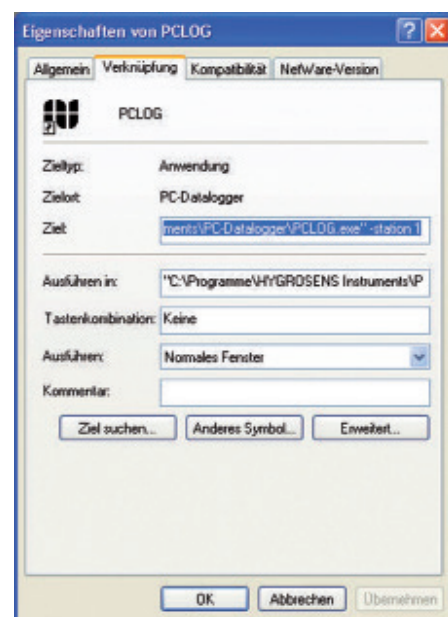 Eigenschaften von PCLOG
Allgemein Verknüpfung Kompatibilität NetWare-Version
PCLOG
Zieltyp: Anwendung
Zielort: PC-Datalogger
Ziel: ments\PC-Datalogger\PCLOG.exe" -station 1
Ausführen in: "C:\Programme\HYGROSENS Instruments\P
Tastenkombination: Keine
Ausführen: Normales Fenster
Kommentar:
Ziel suchen... Anderes Symbol... Erweitert...
OK Abbrechen Übernehmen